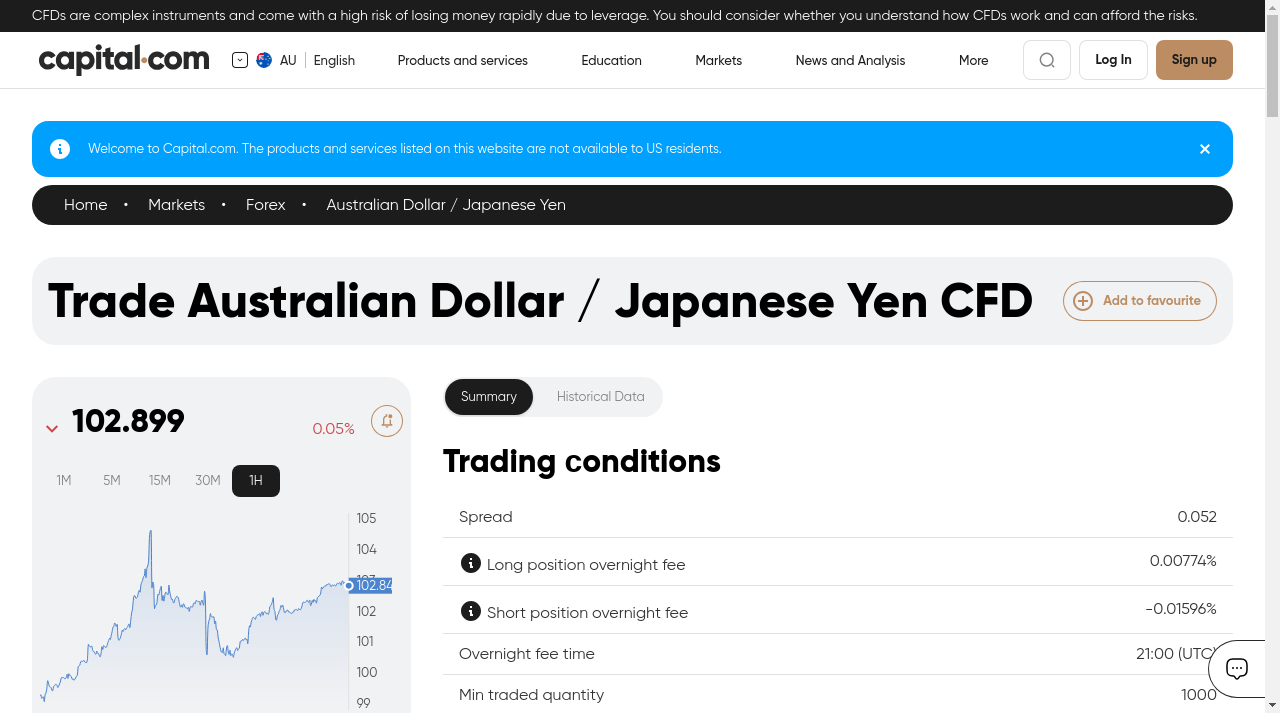 CFDs are complex instruments and come with a high risk of losing money rapidly due to leverage. You should consider whether you understand how CFDs work and can afford the risks.
capital.com AU English Products and services Education Markets News and Analysis More Log In Sign up
Welcome to Capital.com. The products and services listed on this website are not available to US residents.
Home • Markets • Forex • Australian Dollar / Japanese Yen
Trade Australian Dollar / Japanese Yen CFD Add to favourite
102.899 0.05%
1M 5M 15M 30M 1H
105
104
102.84
102
101
100
99
Summary Historical Data
Trading conditions
Spread 0.052
Long position overnight fee 0.00774%
Short position overnight fee -0.01596%
Overnight fee time 21:00 (UTC)
Min traded quantity 1000